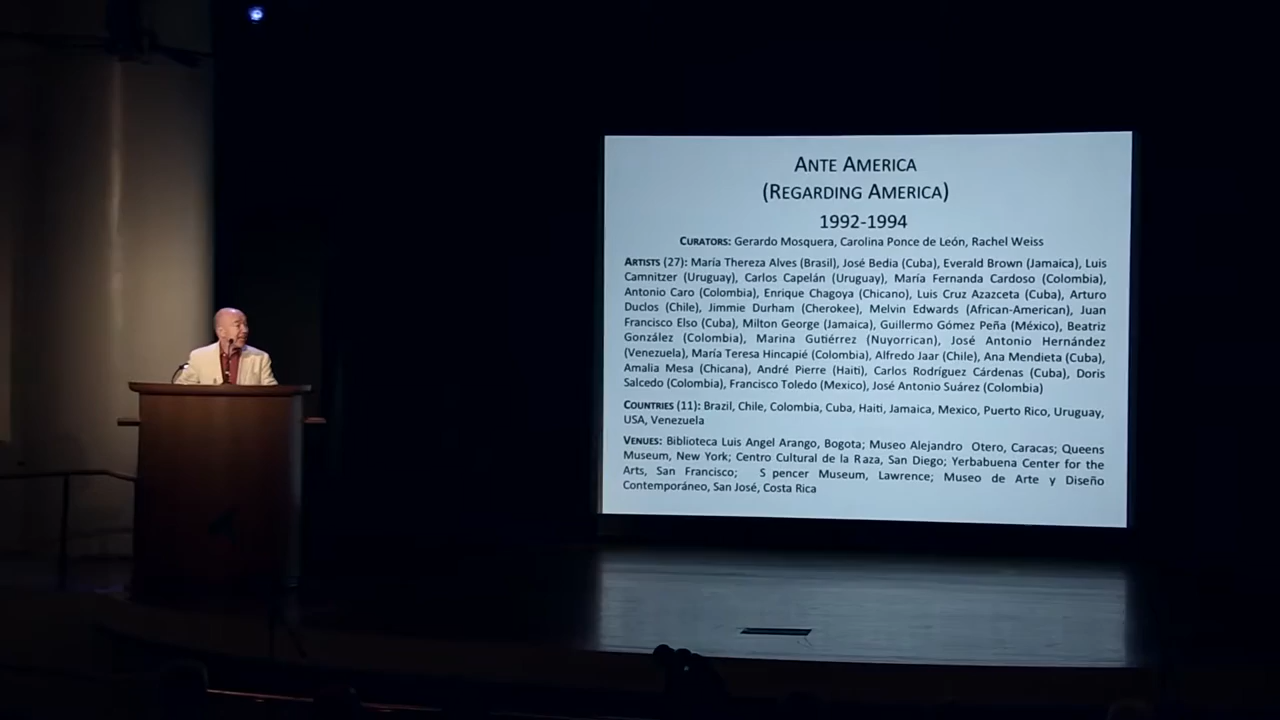 ANTE AMERICA
(REGARDING AMERICA)
1992-1994
CURATORS: Gerardo Mosquera, Carolina Ponce de León, Rachel Weiss
ARTISTS (27): María Thereza Alves (Brasil), José Bedia (Cuba), Everald Brown (Jamaica), Luis
Camnitzer (Uruguay), Carlos Capelán (Uruguay), María Fernanda Cardoso (Colombia),
Antonio Caro (Colombia), Enrique Chagoya (Chicano), Luis Cruz Azazceta (Cuba), Arturo
Duclos (Chile), Jimmie Durham (Cherokee), Melvin Edwards (African-American), Juan
Francisco Elso (Cuba), Milton George (Jamaica), Guillermo Gómez Peña (México), Beatriz
González (Colombia), Marina Gutiérrez (Nuyorrican), José Antonio Hernández
(Venezuela), María Teresa Hincapié (Colombia), Alfredo Jaar (Chile), Ana Mendieta (Cuba),
Amalia Mesa (Chicana), André Pierre (Haiti), Carlos Rodríguez Cárdenas (Cuba), Doris
Salcedo (Colombia), Francisco Toledo (Mexico), José Antonio Suárez (Colombia)
COUNTRIES (11): Brazil, Chile, Colombia, Cuba, Haiti, Jamaica, Mexico, Puerto Rico, Uruguay,
USA, Venezuela
VENUES: Biblioteca Luis Angel Arango, Bogota; Museo Alejandro Otero, Caracas; Queens
Museum, New York; Centro Cultural de la Raza, San Diego; Yerbabuena Center for the
Arts, San Francisco; S pencer Museum, Lawrence; Museo de Arte y Diseño
Contemporáneo, San José, Costa Rica